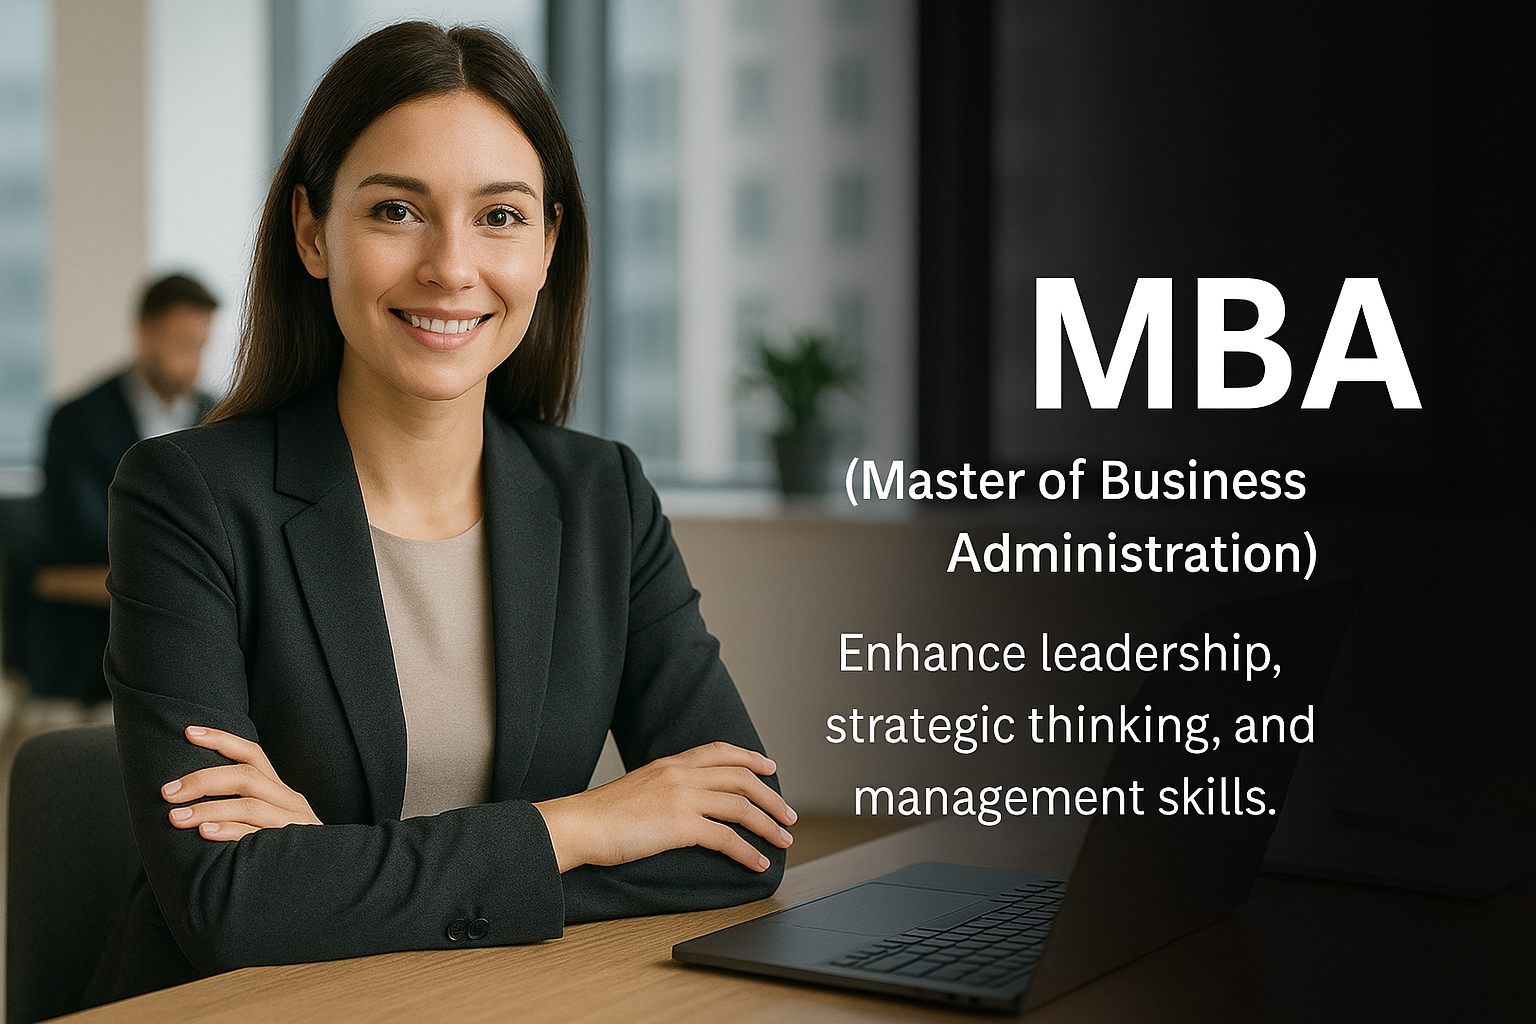 MBA
(Master of Business
Administration)
Enhance leadership,
strategic thinking, and
management skills.